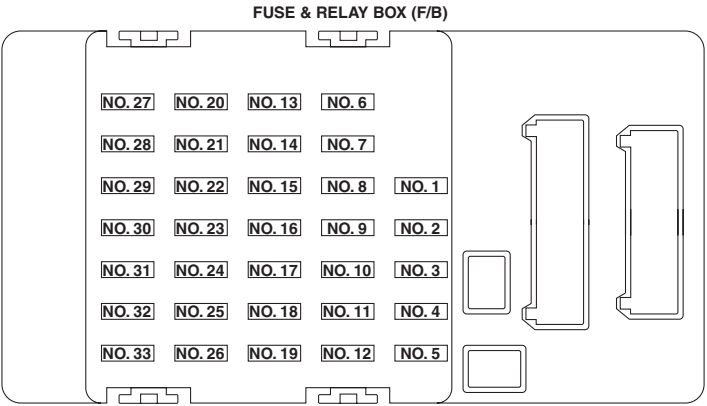 FUSE & RELAY BOX (F/B)
NO. 27 NO. 20 NO. 13 NO. 6
NO. 28 NO. 21 NO. 14 NO. 7
NO. 29 NO. 22 NO. 15 NO. 8 NO. 1
NO. 30 NO. 23 NO. 16 NO. 9 NO. 2
NO. 31 NO. 24 NO. 17 NO. 10 NO. 3
NO. 32 NO. 25 NO. 18 NO. 11 NO. 4
NO. 33 NO. 26 NO. 19 NO. 12 NO. 5